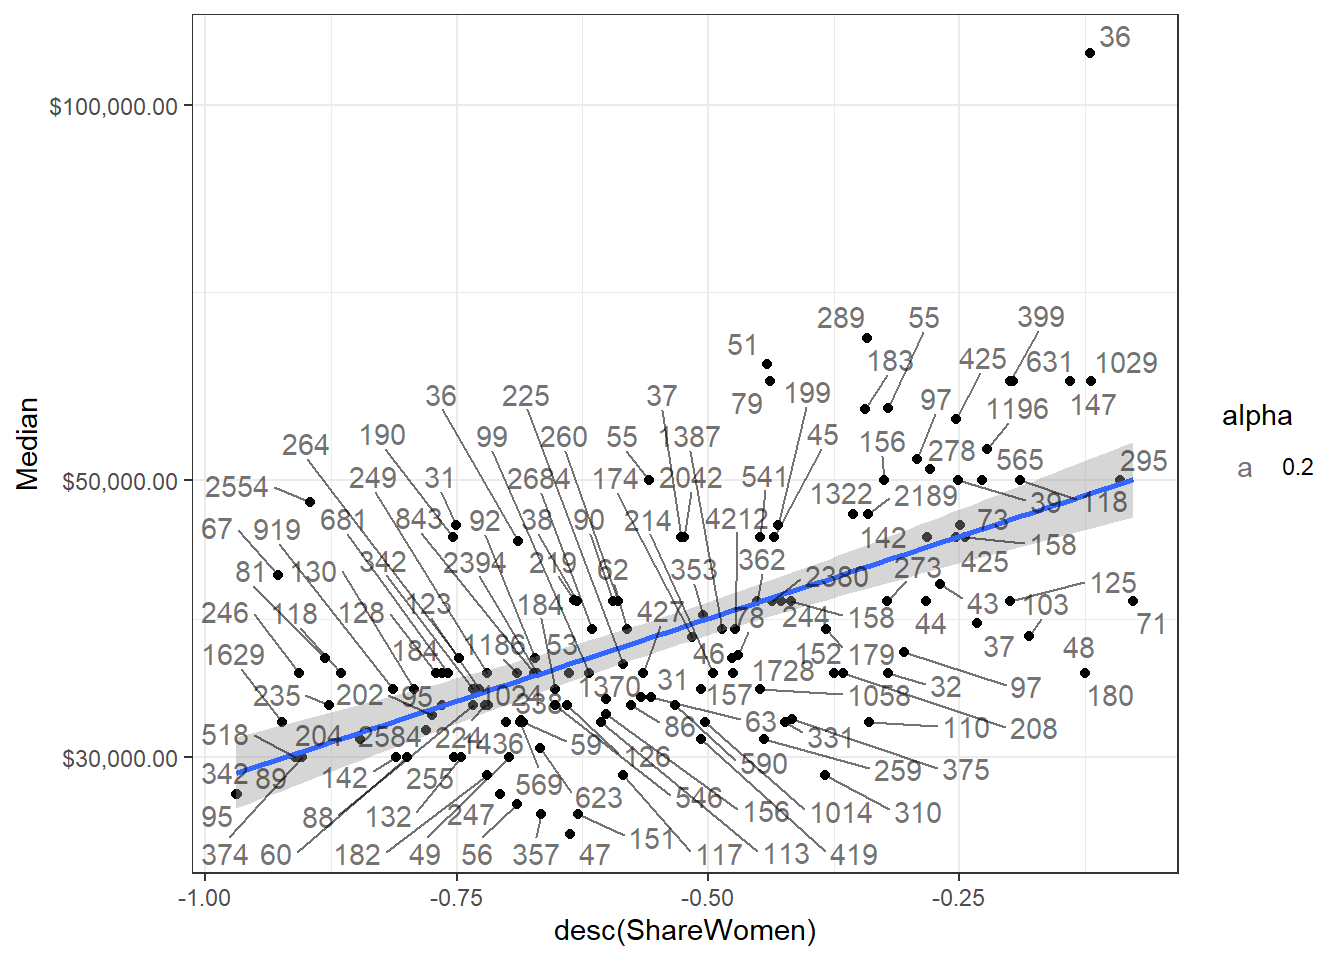 36
$100,000.00
289 55 399
51 183 425 631 1029
79 199 97 1196 147
36 225 37
264 190 99 260 55 1387 45 156 278 565 295
2554 249 31 2684 174 2042 541 1322 2189 39 118
$50,000.00
67 919 681 843 92 38 90 214 4212 142 73 158
81 130 342 2394 219 62 353 362 2380 273 425 125
246 118 128 123 184 427 78 244 158 44 43 103 71
1629 184 1186 53 46 152 179 37 48
235 202 95 1024 338 1370 31 157 1728 1058 32 97 180
518 204 2584 224 1436 59 86 63 331 110 208
$30,000.00
342 89 142 255 569 126 590 259 375
95 88 132 247 623 546 156 1014 310
374 60 182 49 56 357 47 151 117 113 419
-1.00 -0.75 -0.50 -0.25
desc(ShareWomen)
Median
alpha
a 0.2